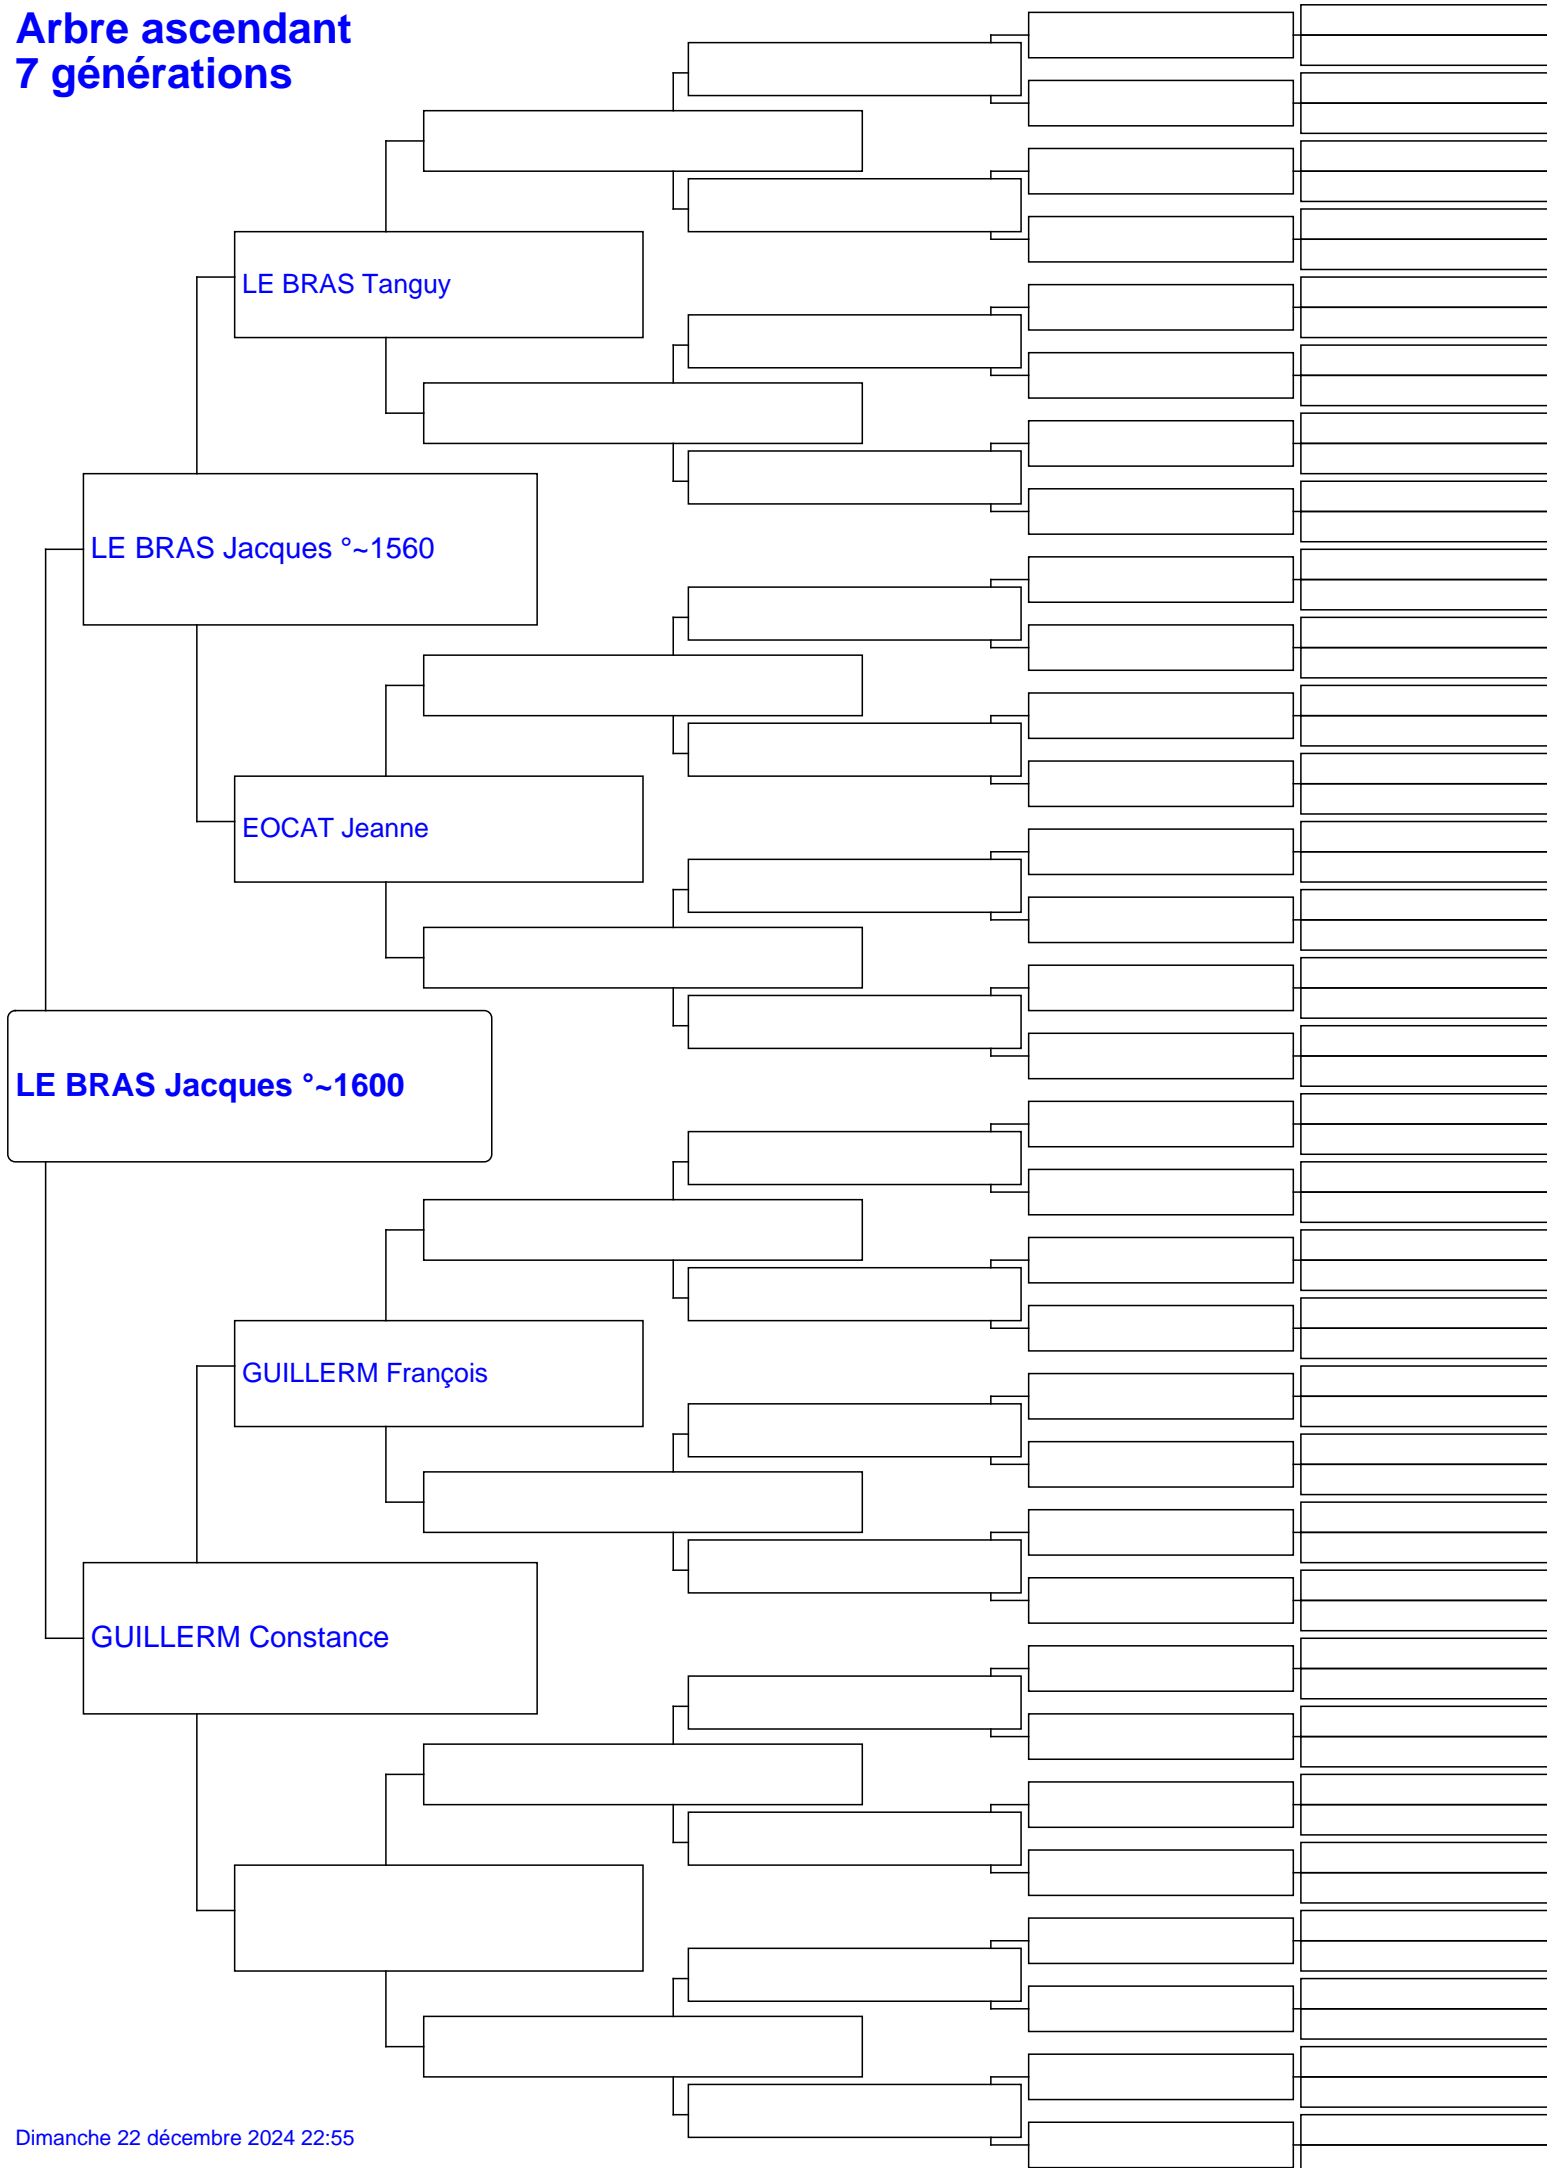 Arbre ascendant
7 générations
LE BRAS Tanguy
LE BRAS Jacques °~1560
EOCAT Jeanne
LE BRAS Jacques °~1600
GUILLERM François
GUILLERM Constance
Dimanche 22 décembre 2024 22:55